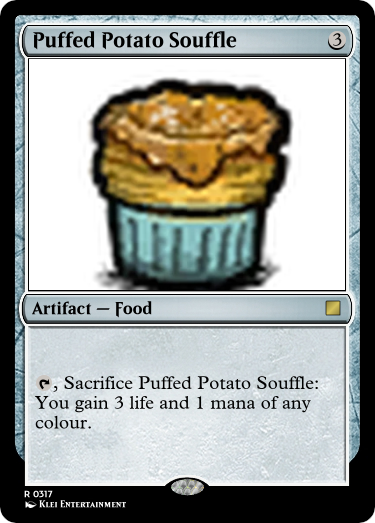 Puffed Potato Souffle 3
Artifact — Food
, Sacrifice Puffed Potato Souffle:
You gain 3 life and 1 mana of any
colour.
R 0317
Klei Entertainment